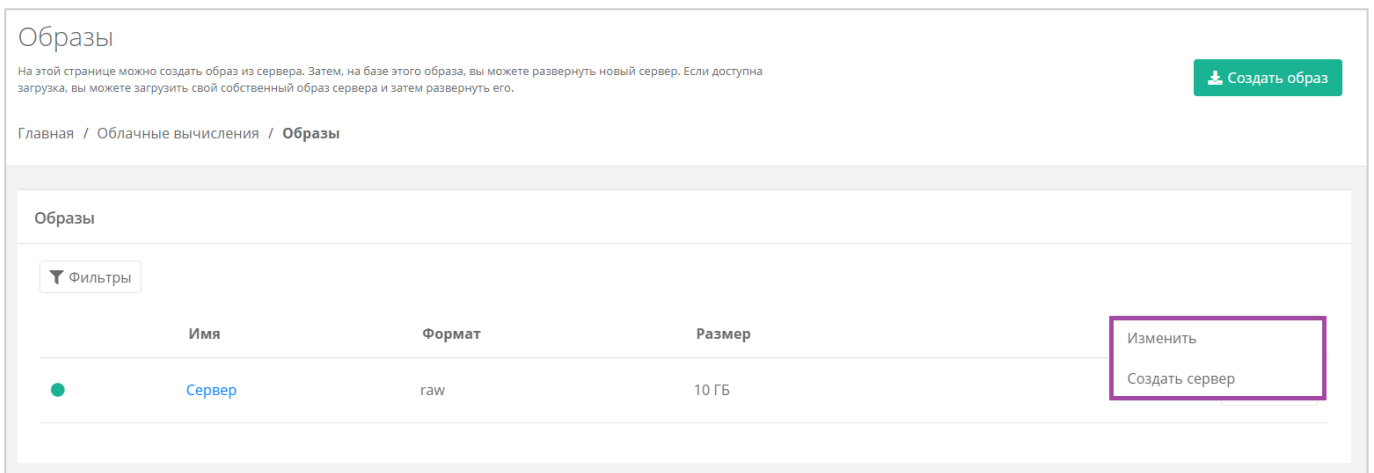 Образы
На этой странице можно создать образ из сервера. Затем, на базе этого образа, вы можете развернуть новый сервер. Если доступна
загрузка, вы можете загрузить свой собственный образ сервера и затем развернуть его.
Создать образ
Главная / Облачные вычисления / Образы
Образы
Фильтры
Имя Формат Размер
Изменить
Сервер raw 10 ГБ
Создать сервер